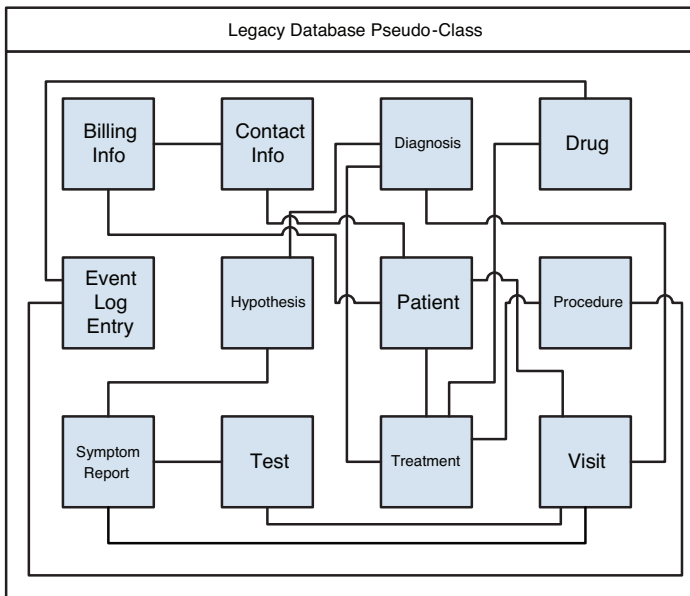 Legacy Database Pseudo-Class
Billing
Info
Contact
Info
Diagnosis
Drug
Event
Log
Entry
Hypothesis
Patient
Procedure
Symptom
Report
Test
Treatment
Visit